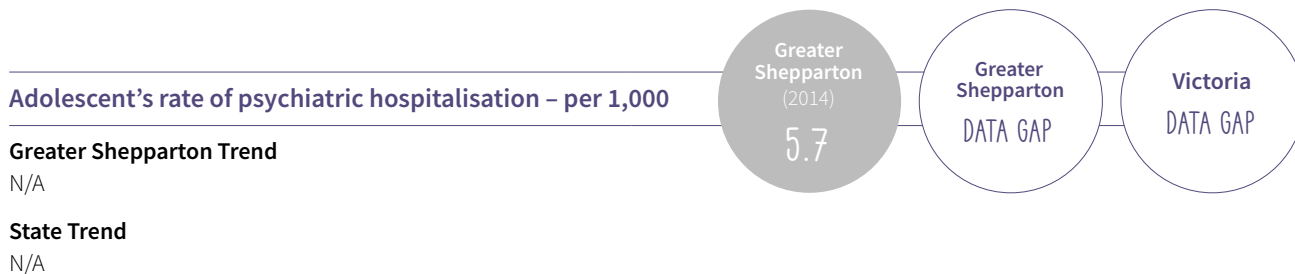 Adolescent’s rate of psychiatric hospitalisation – per 1,000
Greater
Shepparton
(2014)
5.7
Greater
Shepparton
DATA GAP
Victoria
DATA GAP
Greater Shepparton Trend
N/A
State Trend
N/A